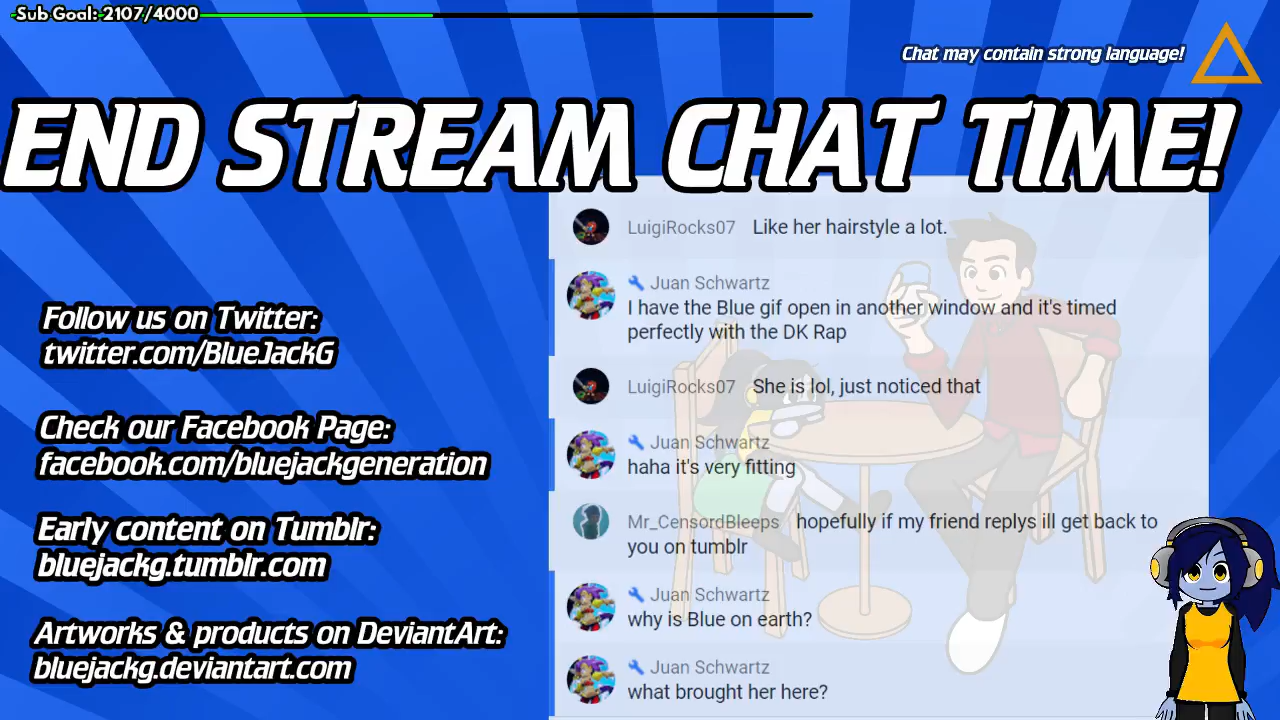 Sub Goal: 2107/4000
Chat may contain strong language!
END STREAM CHAT TIME!
Follow us on Twitter:
twitter.com/BlueJackG
Check our Facebook Page:
facebook.com/bluejackgeneration
Early content on Tumblr:
bluejackg.tumblr.com
Artworks & products on DeviantArt:
bluejackg.deviantart.com
LuigiRocks07 Like her hairstyle a lot.
Juan Schwartz
I have the Blue gif open in another window and it's timed
perfectly with the DK Rap
LuigiRocks07 She is lol, just noticed that
Juan Schwartz
haha it's very fitting
Mr_CensordBleeps hopefully if my friend replys ill get back to
you on tumblr
Juan Schwartz
why is Blue on earth?
Juan Schwartz
what brought her here?